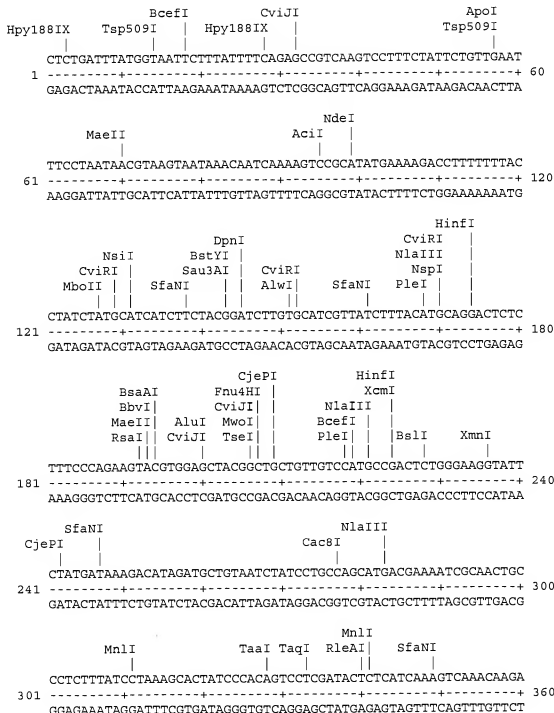 BcefI CviJI ApoI
Hpy188IX Tsp509I Hpy188IX Tsp509I
CTCTGATTTATGGTAATTCTTTATTTTCAGAGCCGTCAAGTCCTTTCTATTCTGTTGAAT
1 ---------+---------+---------+---------+---------+---------+ 60
GAGACTAAATACCATTAAGAAATAAAAGTCTCGGCAGTTCAGGAAAGATAAGACAACTTA
NdeI
MaeII AciI
TTCCTAATAACGTAAGTAATAAACAATCAAAAGTCCGCATATGAAAAGACCTTTTTTTAC
61 ---------+---------+---------+---------+---------+---------+ 120
AAGGATTATTGCATTCATTATTTGTTAGTTTTCAGGCGTATACTTTTCTGGAAAAAAATG
HinfI
DpnI CviRI
NsiI BstYI NlaIII
CviRI Sau3AI CviRI NspI
MboII SfaNI AlwI SfaNI PleI
CTATCTATGCATCATCTTCTACGGATCTTGTGCATCGTTATCTTTACATGCAGGACTCTC
121 ---------+---------+---------+---------+---------+---------+ 180
GATAGATACGTAGTAGAAGATGCCTAGAACACGTAGCAATAGAAATGTACGTCCTGAGAG
CjePI HinfI
BsaAI Fnu4HI XcmI
BbvI CviJI NlaIII
MaeII AluI MwoI BcefI
RsaI CviJI TseI PleI BslI XmnI
TTTCCCAGAAGTACGTGGAGCTACGGCTGCTGTTGTCCATGCCGACTCTGGGAAGGTATT
181 ---------+---------+---------+---------+---------+---------+ 240
AAAGGGTCTTCATGCACCTCGATGCCGACGACAACAGGTACGGCTGAGACCCTTCCATAA
SfaNI NlaIII
CjePI Cac8I
CTATGATAAAGACATAGATGCTGTAATCTATCCTGCCAGCATGACGAAAATCGCAACTGC
241 ---------+---------+---------+---------+---------+---------+ 300
GATACTATTTCTGTATCTACGACATTAGATAGGACGGTCGTACTGCTTTTAGCGTTGACG
MnlI
MnlI TaaI TaqI RleAI SfaNI
CCTCTTTATCCTAAAGCACTATCCCACAGTCCTCGATACTCTCATCAAAGTCAAACAAGA
301 ---------+---------+---------+---------+---------+---------+ 360
GGAGAAATAGGATTTCGTGATAGGGTGTCAGGAGCTATGAGAGTAGTTTCAGTTTGTTCT